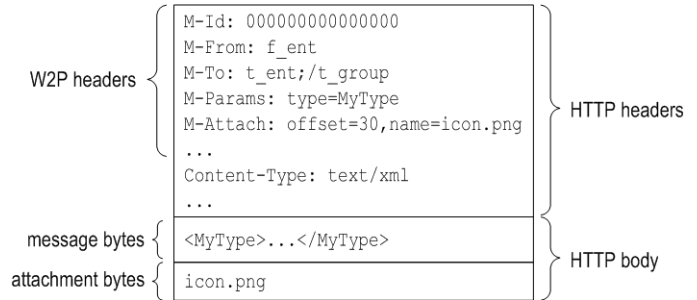 W2P headers
M-Id: 000000000000000
M-From: f_ent
M-To: t_ent;/t_group
M-Params: type=MyType
M-Attach: offset=30,name=icon.png
...
Content-Type: text/xml
...
HTTP headers
message bytes
<MyType>...</MyType>
attachment bytes
icon.png
HTTP body